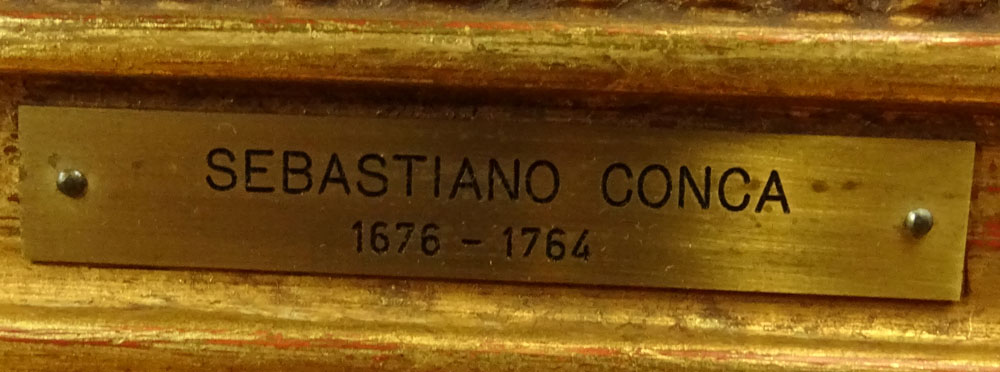 SEBASTIANO CONCA
1676 - 1764